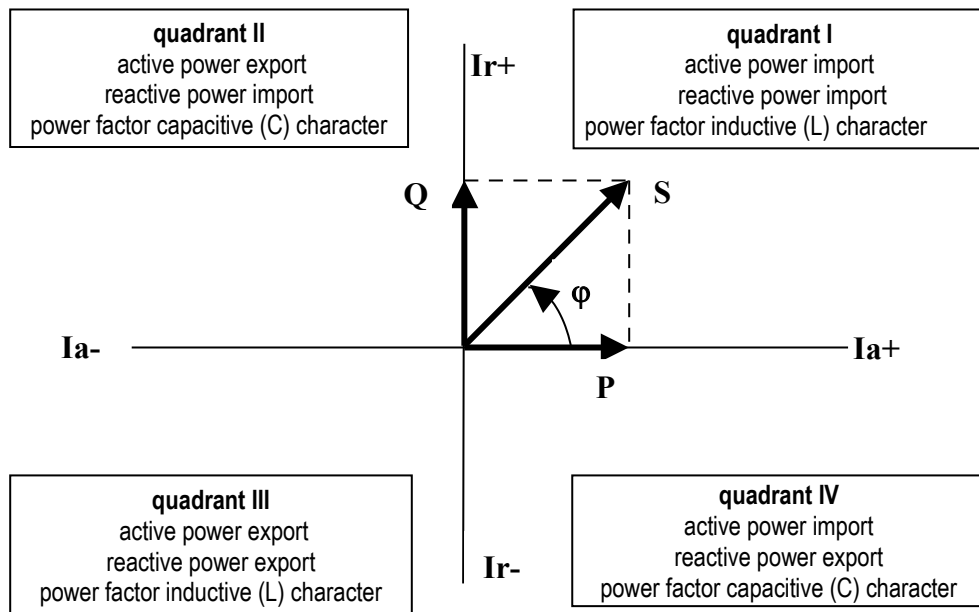 quadrant II
active power export
reactive power import
power factor capacitive (C) character
Ir+
quadrant I
active power import
reactive power import
power factor inductive (L) character
Q
S
φ
Ia-
Ia+
P
quadrant III
active power export
reactive power export
power factor inductive (L) character
Ir-
quadrant IV
active power import
reactive power export
power factor capacitive (C) character